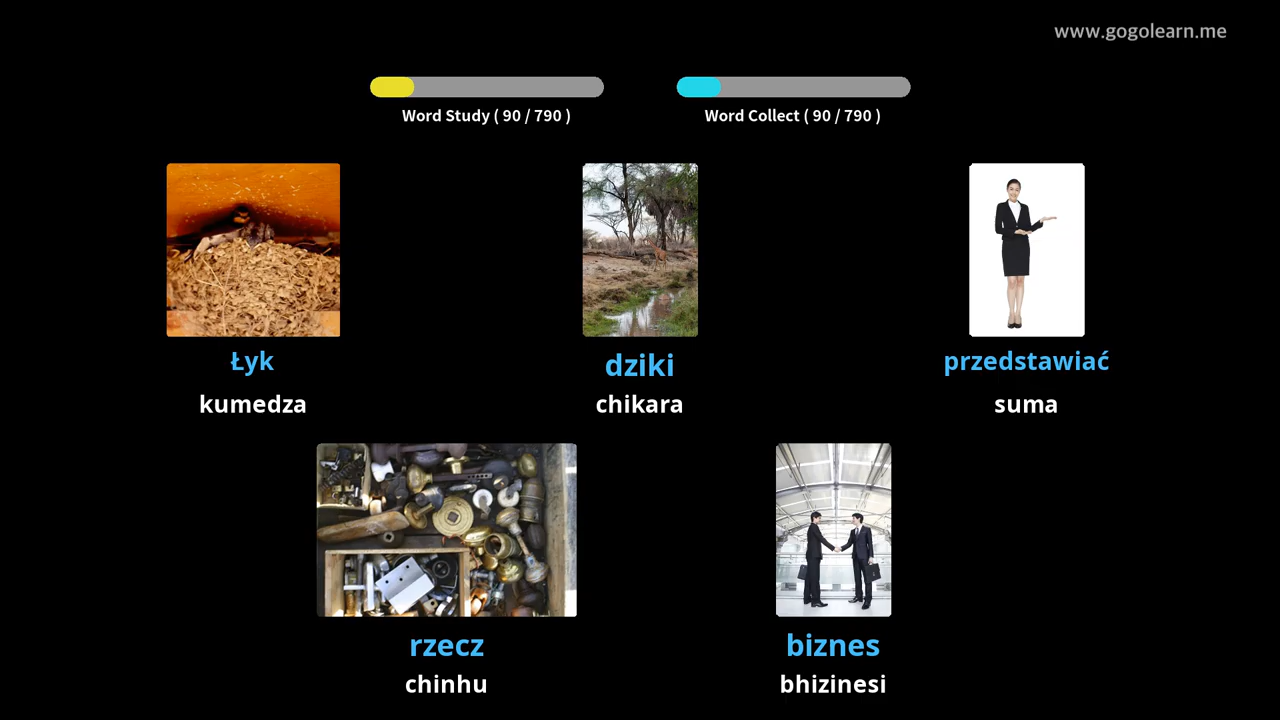 www.gogolearn.me
Word Study ( 90 / 790 )
Word Collect ( 90 / 790 )
Łyk
dziki
przedstawiać
kumedza
chikara
suma
rzecz
biznes
chinhu
bhizinesi